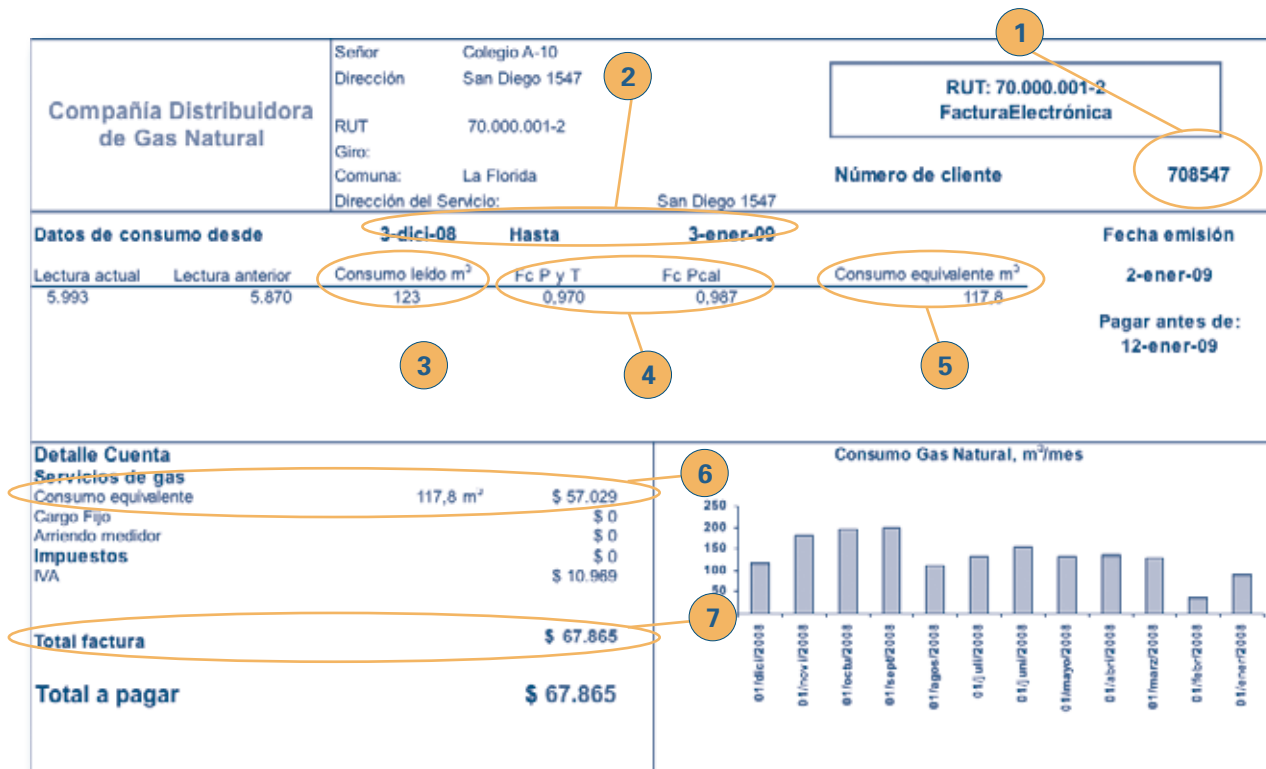 1
Señor Colegio A-10
Dirección San Diego 1547
2
RUT: 70.000.001-2
FacturaElectrónica
Compañía Distribuidora
de Gas Natural
RUT 70.000.001-2
Giro:
Comuna: La Florida
Número de cliente 708547
Dirección del Servicio: San Diego 1547
Datos de consumo desde 3-dici-08 Hasta 3-ener-09 Fecha emisión
Lectura actual Lectura anterior Consumo leído m³ Fc P y T Fc Pcal Consumo equivalente m³ 2-ener-09
5.993 5.870 123 0,970 0,987 117,8
Pagar antes de:
12-ener-09
3 4 5
Detalle Cuenta
Servicios de gas
Consumo equivalente 117,8 m³ $ 57.029
6
Cargo Fijo $ 0
Arriendo medidor $ 0
Impuestos $ 0
IVA $ 10.969
7
Total factura $ 67.865
Total a pagar $ 67.865
Consumo Gas Natural, m³/mes
250
200
150
100
50
01/dici/2008
01/novi/2008
01/octu/2008
01/sept/2008
01/agos/2008
01/juli/2008
01/juni/2008
01/mayo/2008
01/abri/2008
01/marz/2008
01/febr/2008
01/ener/2008